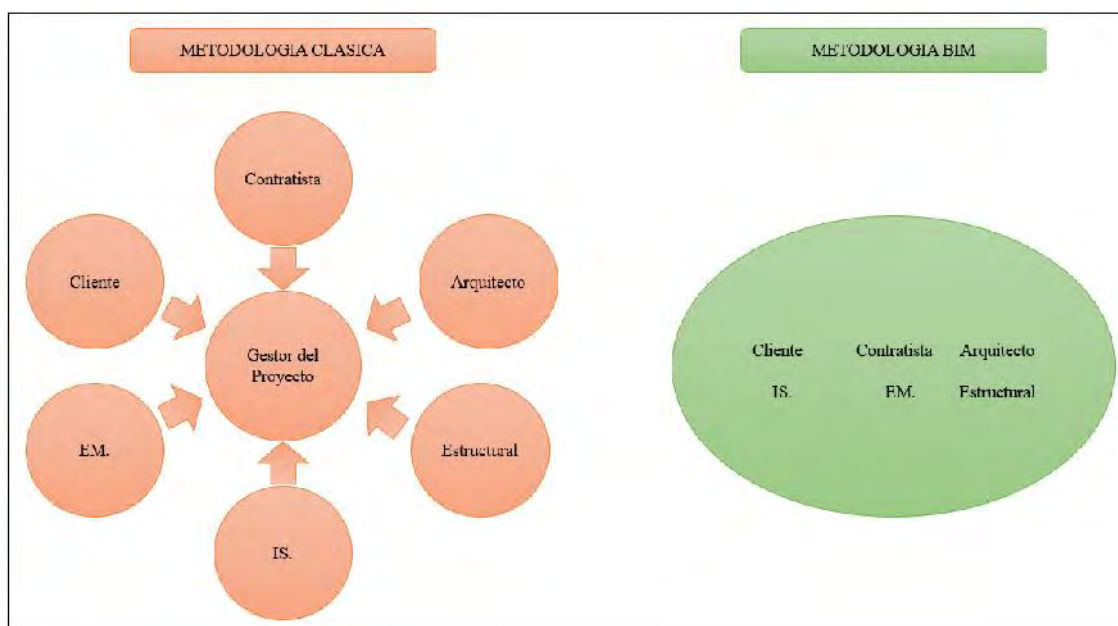 METODOLOGIA CLASICA
Contratista
Cliente
Arquitecto
Gestor del
Proyecto
EM.
Estructural
IS.
METODOLOGIA BIM
Cliente Contratista Arquitecto
IS. EM. Estructural